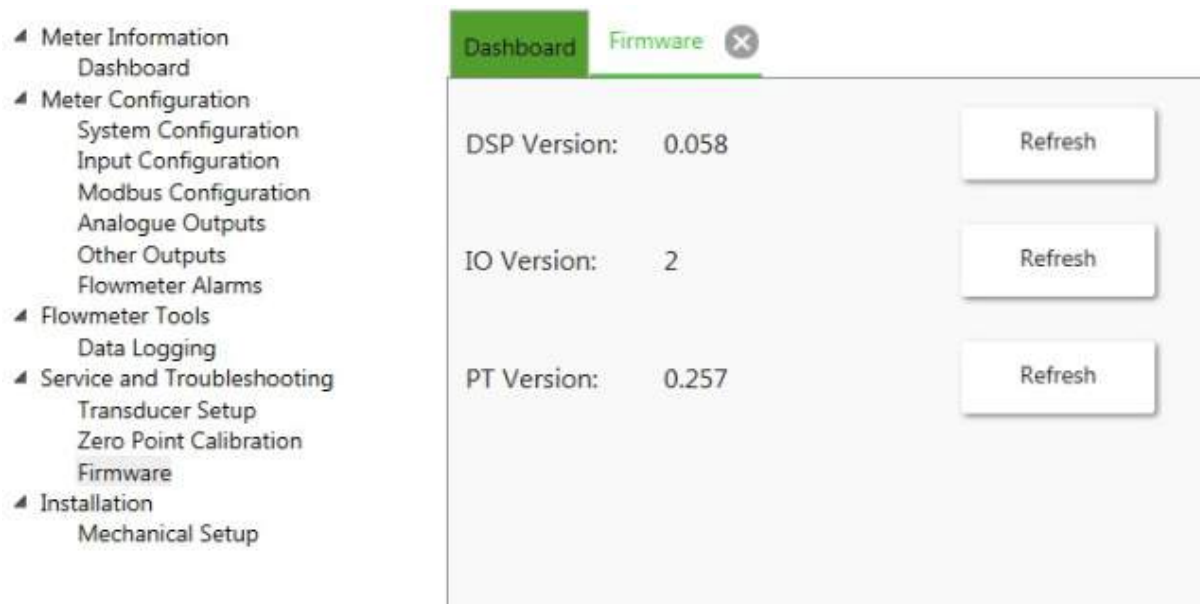 Meter Information
Dashboard
Meter Configuration
System Configuration
Input Configuration
Modbus Configuration
Analogue Outputs
Other Outputs
Flowmeter Alarms
Flowmeter Tools
Data Logging
Service and Troubleshooting
Transducer Setup
Zero Point Calibration
Firmware
Installation
Mechanical Setup
Dashboard Firmware
DSP Version: 0.058 Refresh
IO Version: 2 Refresh
PT Version: 0.257 Refresh